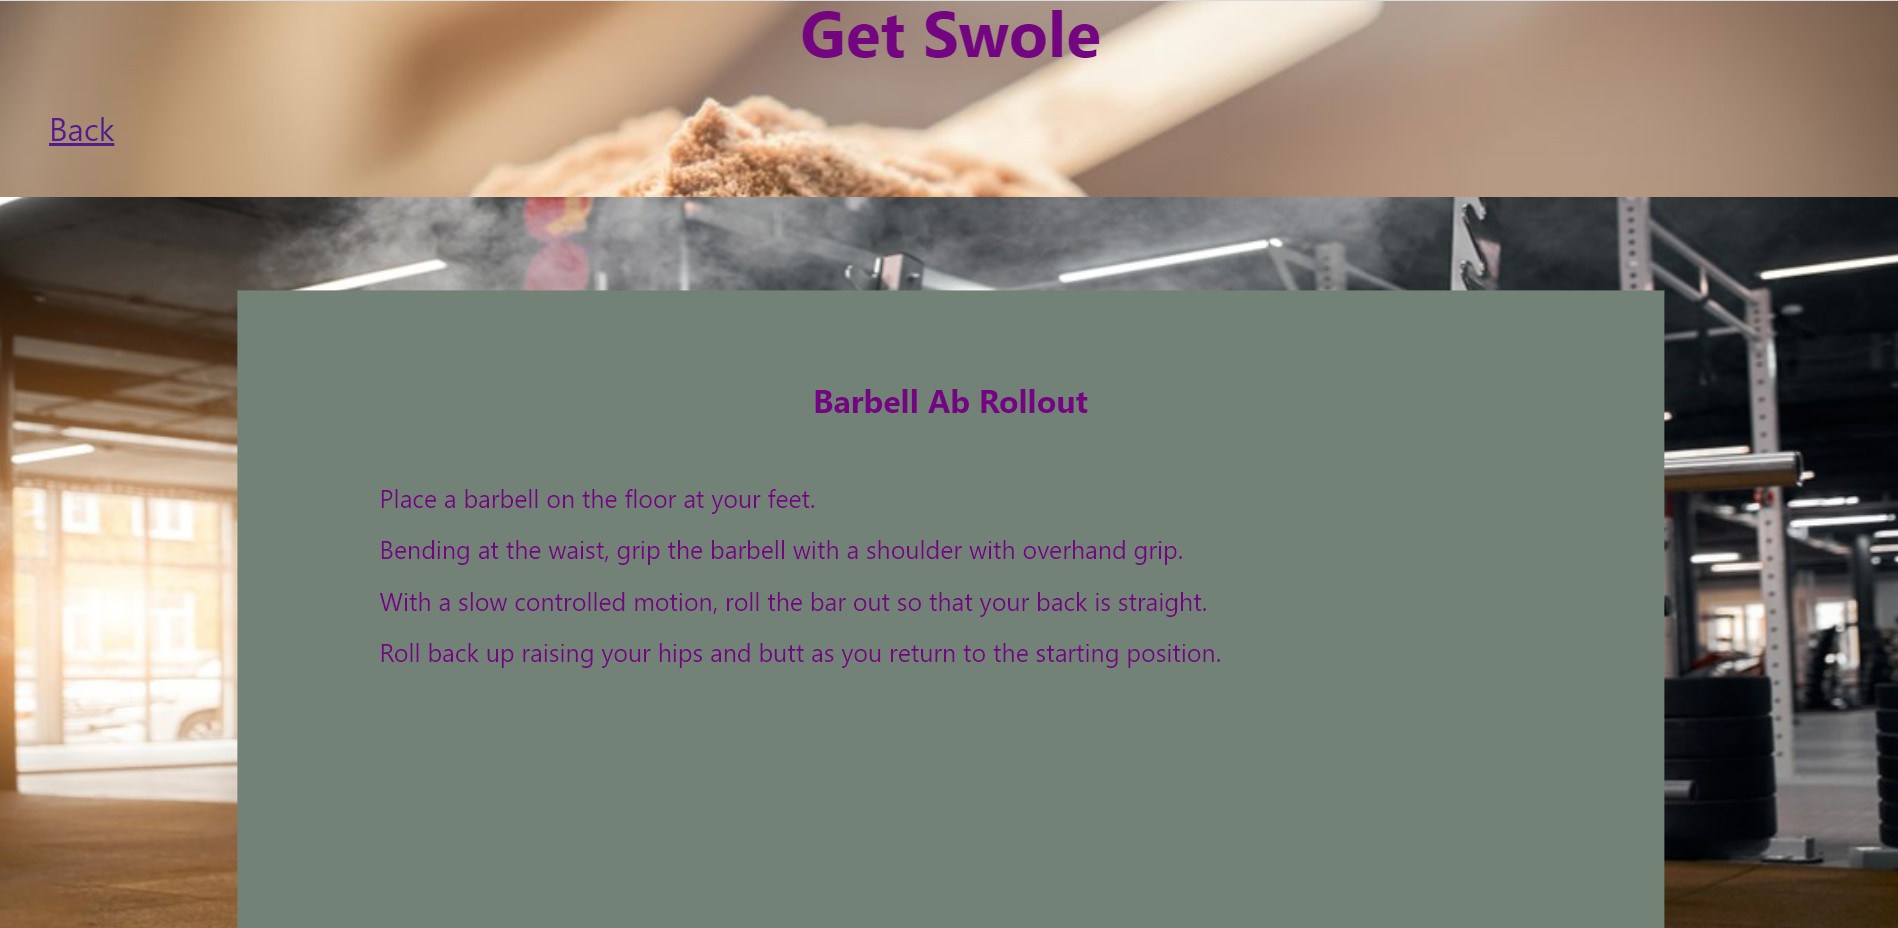 Get Swole
Back
Barbell Ab Rollout
Place a barbell on the floor at your feet.
Bending at the waist, grip the barbell with a shoulder with overhand grip.
With a slow controlled motion, roll the bar out so that your back is straight.
Roll back up raising your hips and butt as you return to the starting position.